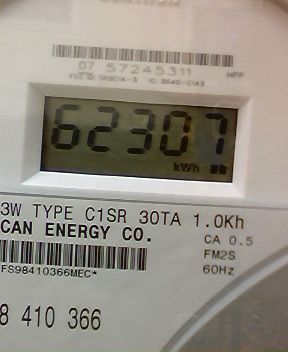 07 57245311 HPP
62307
kWh
3W TYPE C1SR 30TA 1.0Kh
CAN ENERGY CO. CA 0.5
FM2S
FS98410366MEC* 60Hz
8 410 366